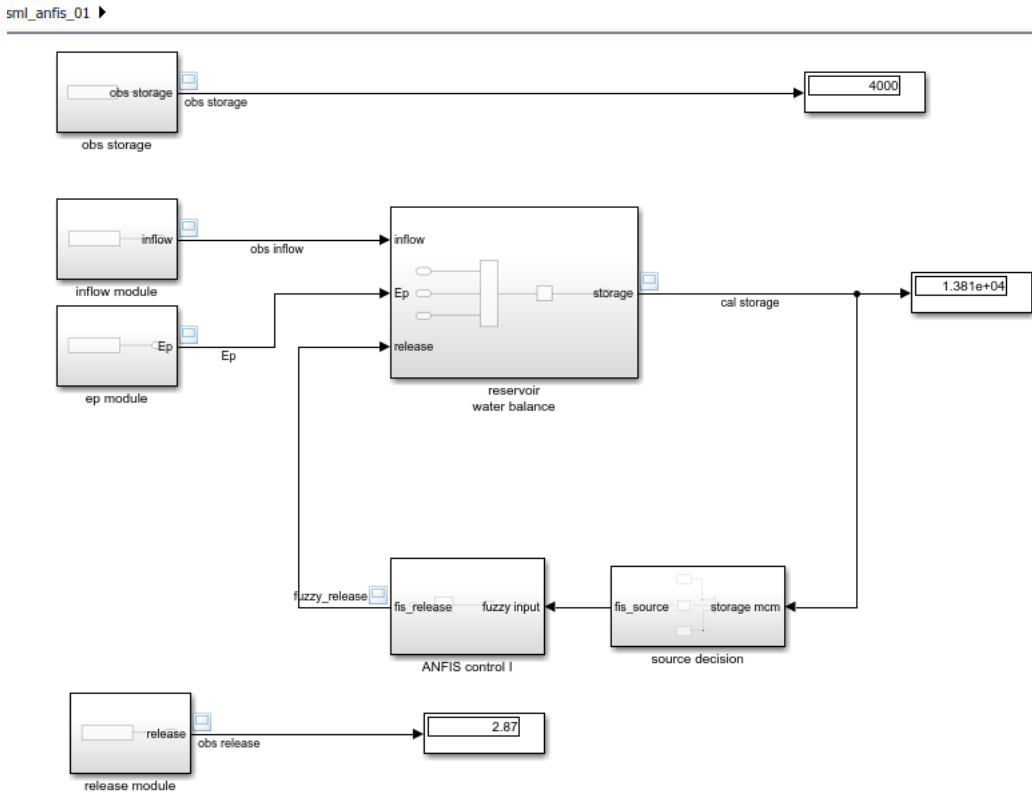 sml_anfis_01
obs storage
obs storage
4000
obs storage
inflow
obs inflow
inflow
inflow module
Ep
storage
1.381e+04
cal storage
Ep
Ep
release
ep module
reservoir
water balance
fuzzy_release
fis_release
fuzzy input
fis_source
storage mcm
ANFIS control I
source decision
release
obs release
2.87
release module